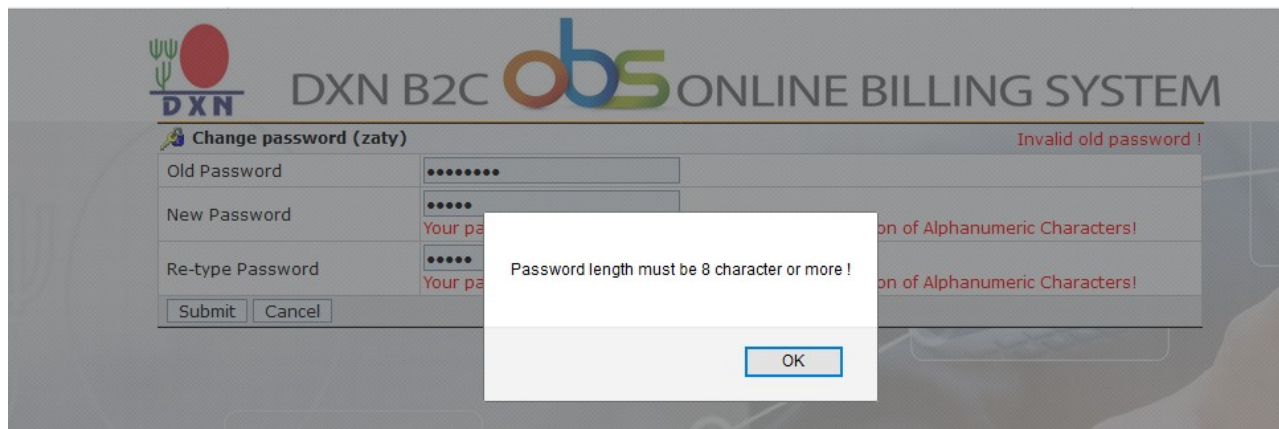 DXN
DXN B2C obs ONLINE BILLING SYSTEM
Change password (zaty) Invalid old password !
Old Password
New Password
Your pa on of Alphanumeric Characters!
Re-type Password
Your pa on of Alphanumeric Characters!
Password length must be 8 character or more !
Submit Cancel
OK